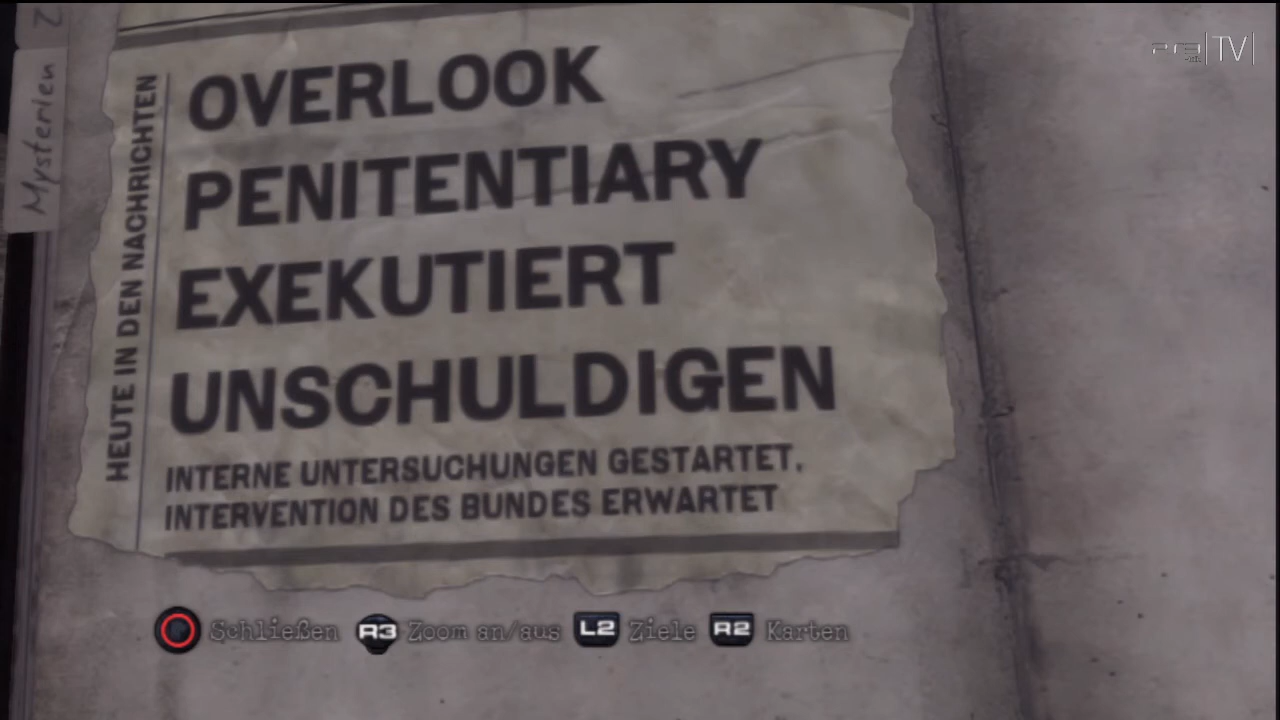 Mysterien
HEUTE IN DEN NACHRICHTEN
OVERLOOK
PENITENTIARY
EXEKUTIERT
UNSCHULDIGEN
INTERNE UNTERSUCHUNGEN GESTARTET,
INTERVENTION DES BUNDES ERWARTET
R3 Schließen Zoom an/aus L2 Ziele R2 Karten
TV